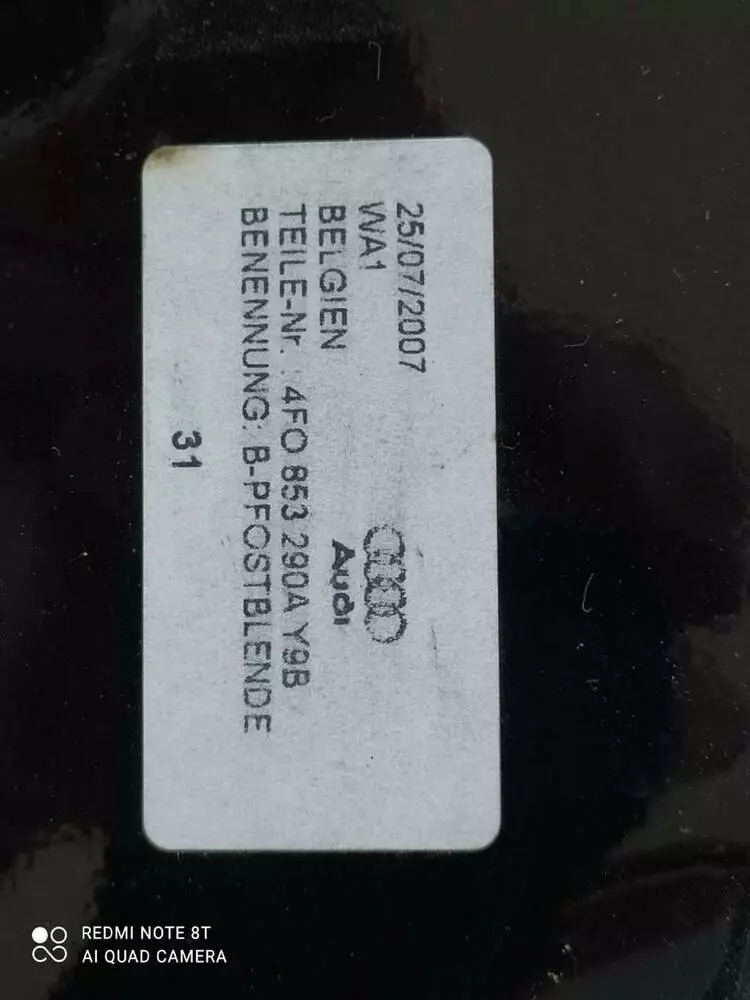 25/07/2007
WA1
BELGIEN
Audi
TEILE-Nr. : 4F0 853 290A Y9B
BENENNUNG: B-PFOSTBLENDE
31
REDMI NOTE 8T
AI QUAD CAMERA